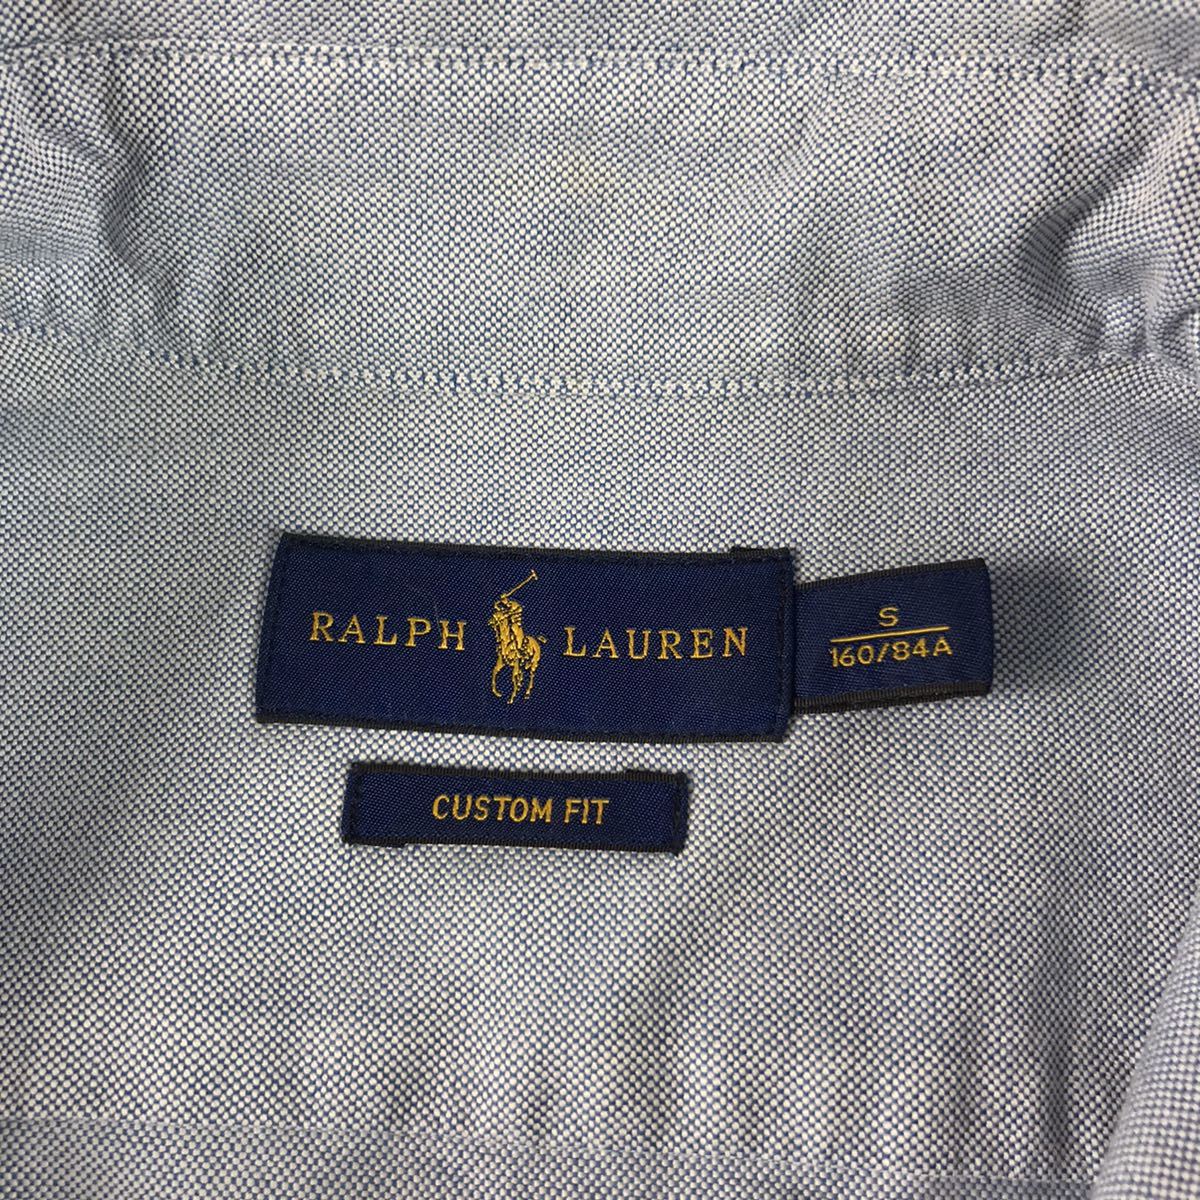 RALPH LAUREN
S
160/84A
CUSTOM FIT